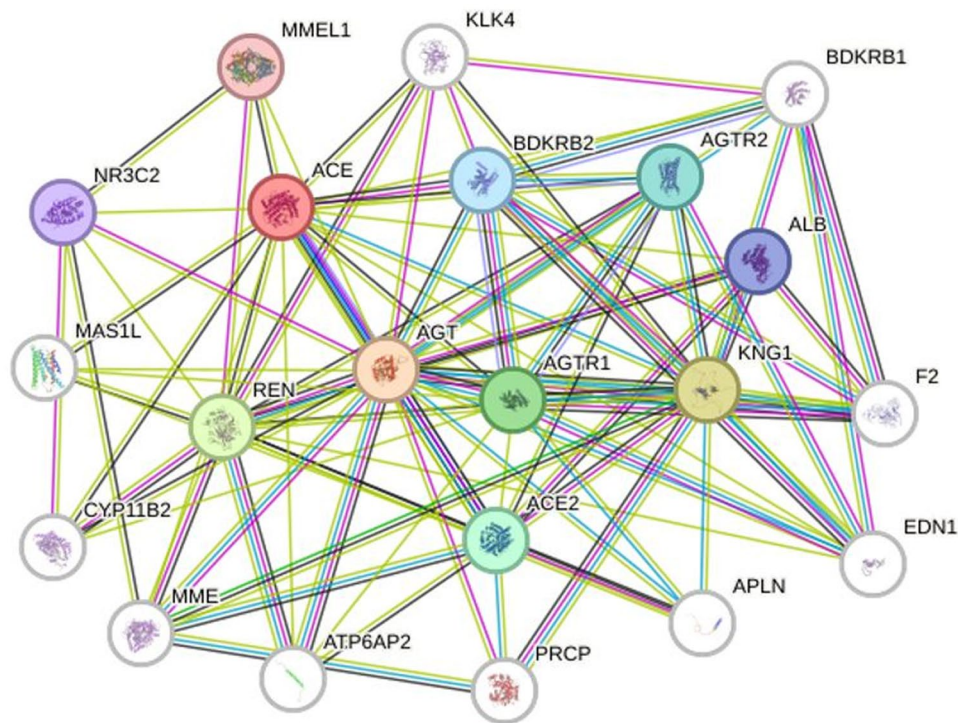 KLK4
MMEL1
BDKRB1
BDKRB2
AGTR2
ACE
NR3C2
ALB
MAS1L
AGT
KNG1
AGTR1
F2
REN
CYP11B2
ACE2
EDN1
APLN
MME
ATP6AP2
PRCP